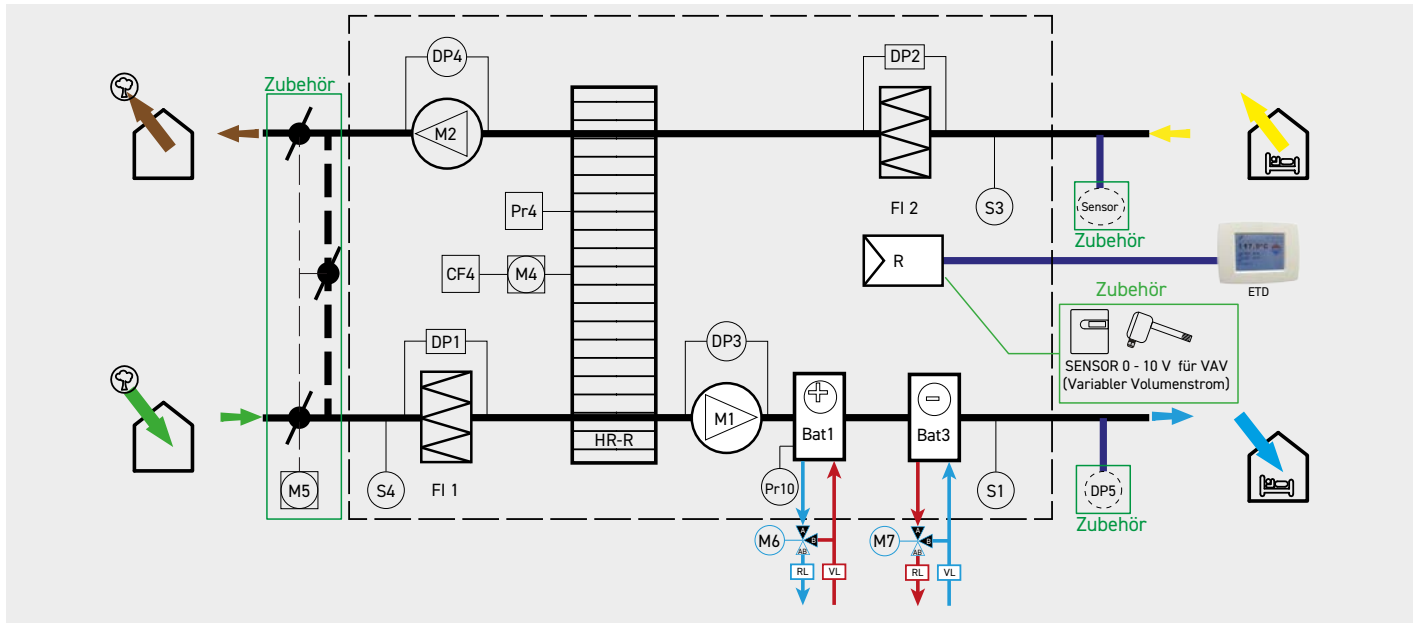 Zubehör
DP4
DP2
M2
FI 2
S3
Sensor
Zubehör
Pr4
CF4
M4
R
ETD
Zubehör
SENSOR 0 - 10 V für VAV
(Variabler Volumenstrom)
DP1
DP3
M1
HR-R
Bat1
Bat3
M5
S4
FI 1
Pr10
S1
DP5
Zubehör
M6
A
B
AB
M7
A
B
AB
RL
VL
RL
VL